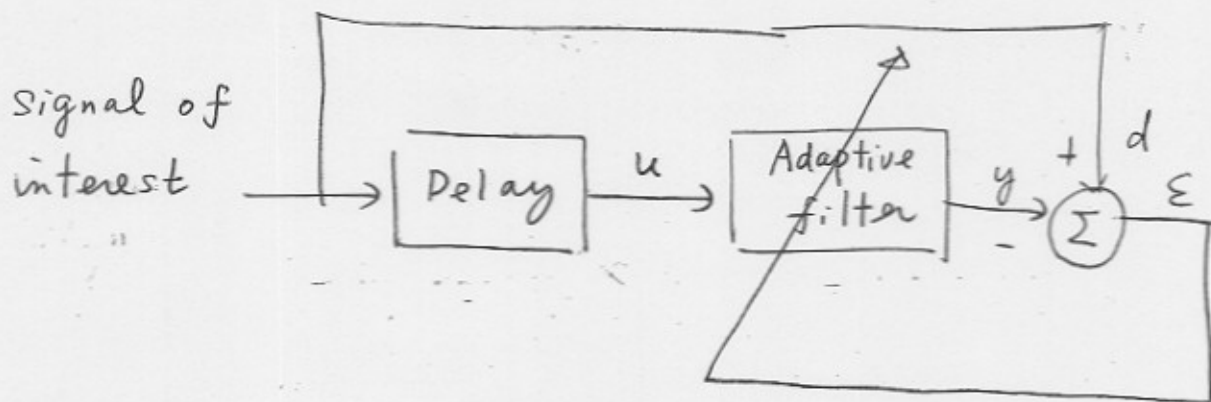 signal of
interest
Delay
u
Adaptive
filter
y
-
+
d
Σ
ε